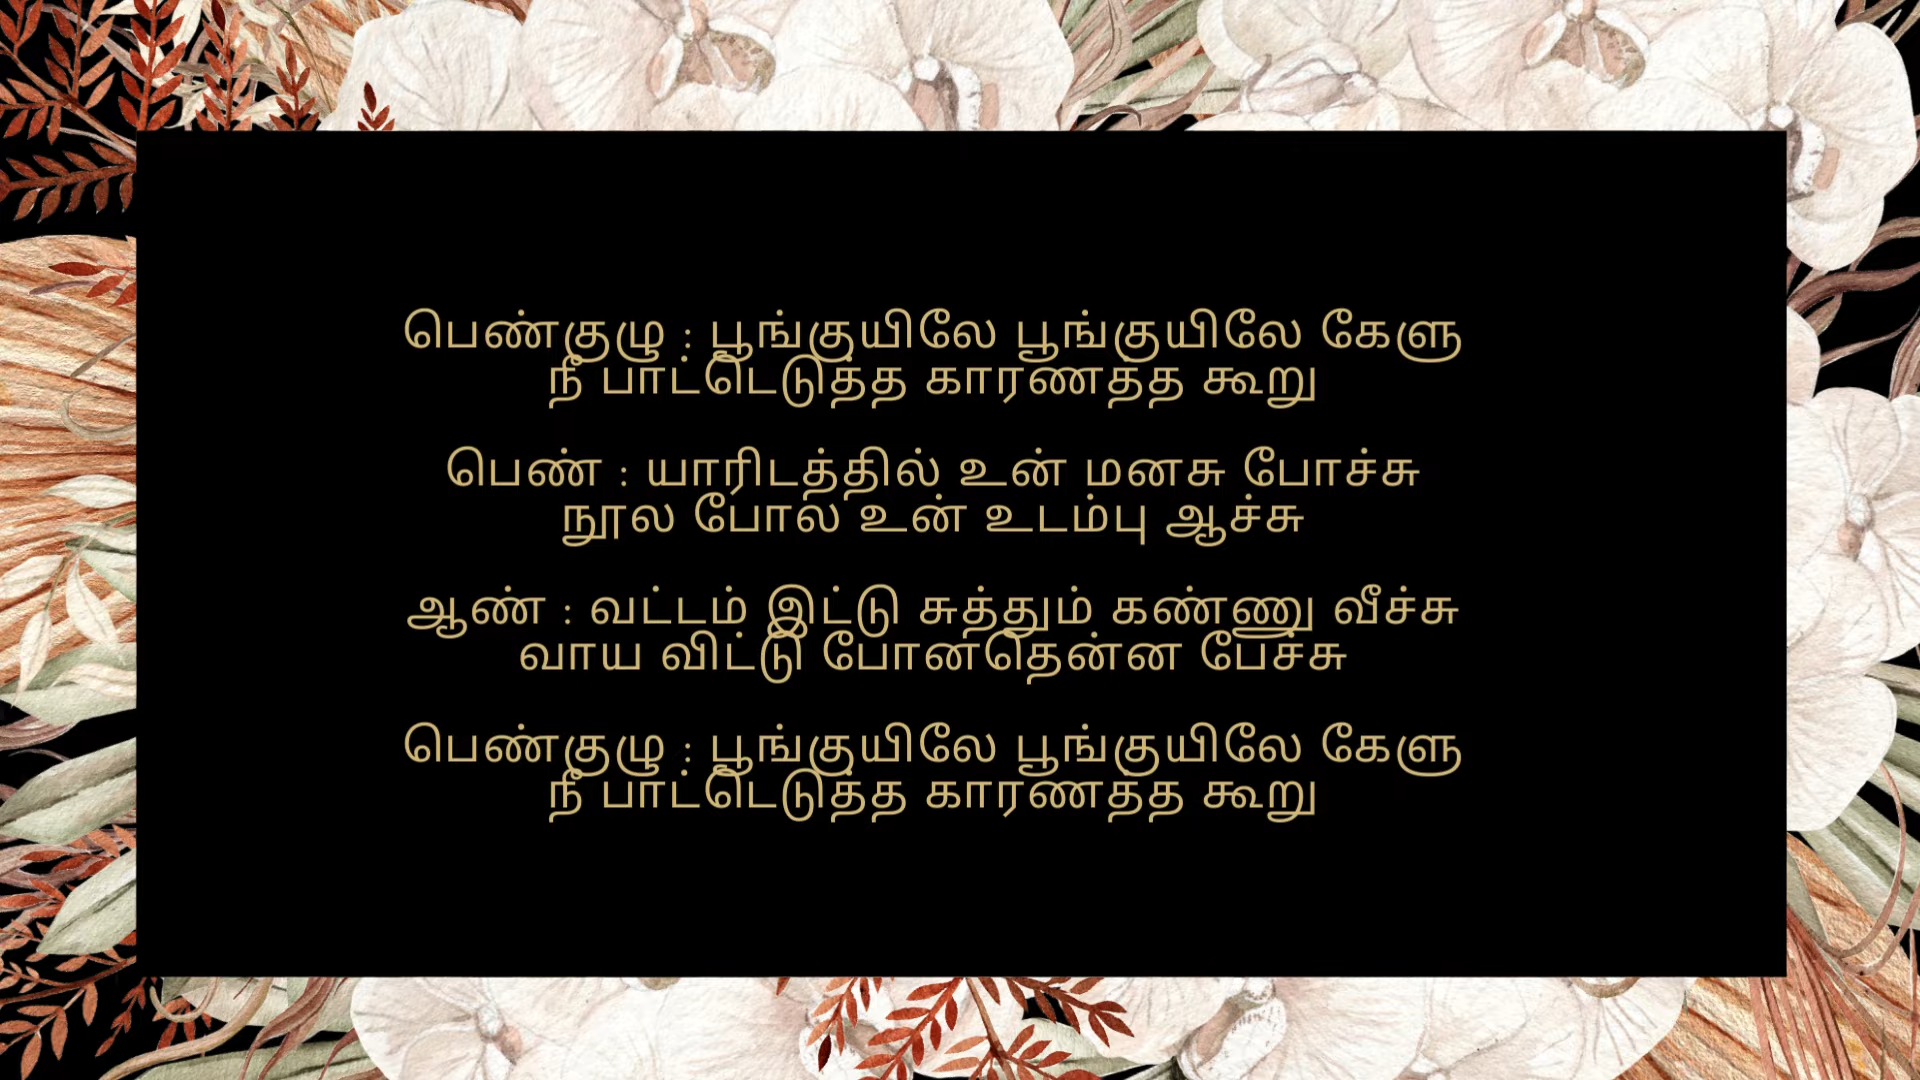 பெண்குழு : பூங்குயிலே பூங்குயிலே கேளு
நீ பாட்டெடுத்த காரணத்த கூறு
பெண் : யாரிடத்தில் உன் மனசு போச்சு
நூல போல உன் உடம்பு ஆச்சு
ஆண் : வட்டம் இட்டு சுத்தும் கண்ணு வீச்சு
வாய விட்டு போனதென்ன பேச்சு
பெண்குழு : பூங்குயிலே பூங்குயிலே கேளு
நீ பாட்டெடுத்த காரணத்த கூறு